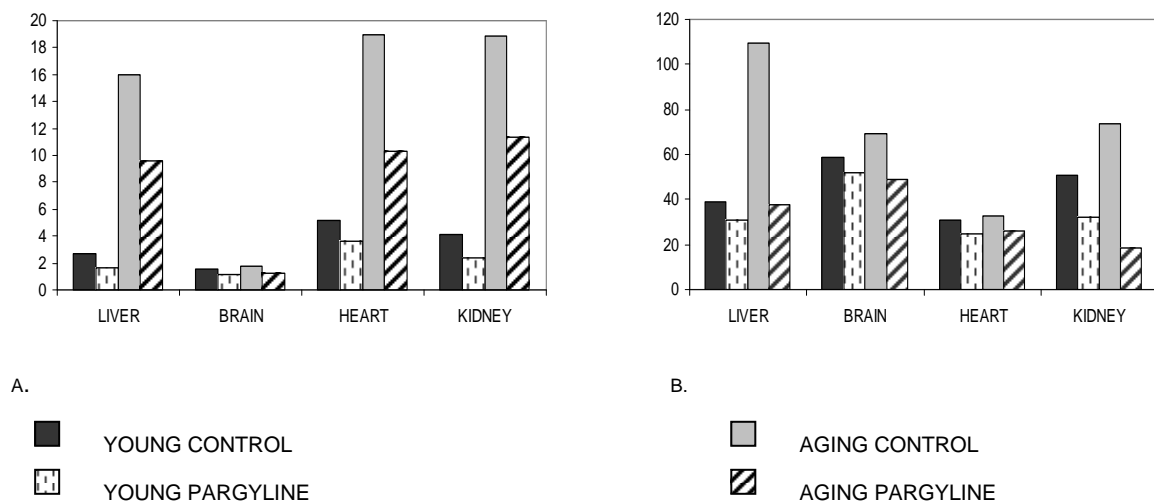 20
18
16
14
12
10
8
6
4
2
0
LIVER BRAIN HEART KIDNEY
120
100
80
60
40
20
0
LIVER BRAIN HEART KIDNEY
A.
B.
YOUNG CONTROL
YOUNG PARGYLINE
AGING CONTROL
AGING PARGYLINE